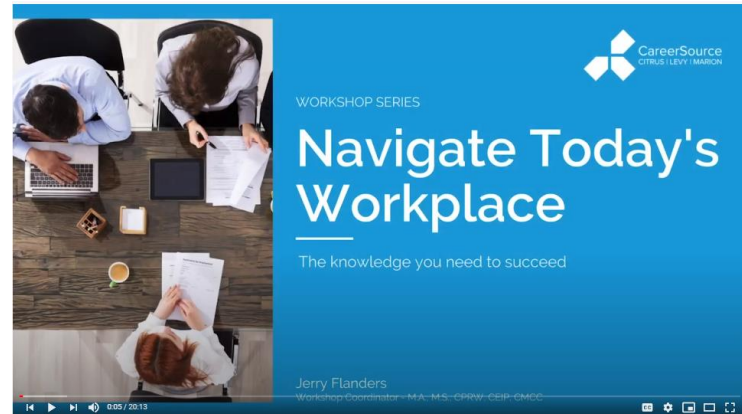 CareerSource
CITRUS | LEVY | MARION
WORKSHOP SERIES
Navigate Today's
Workplace
The knowledge you need to succeed
Jerry Flanders
Workshop Coordinator - M.A., M.S., CPRW, CEIP, CMCC
0:05 / 20:13
CC